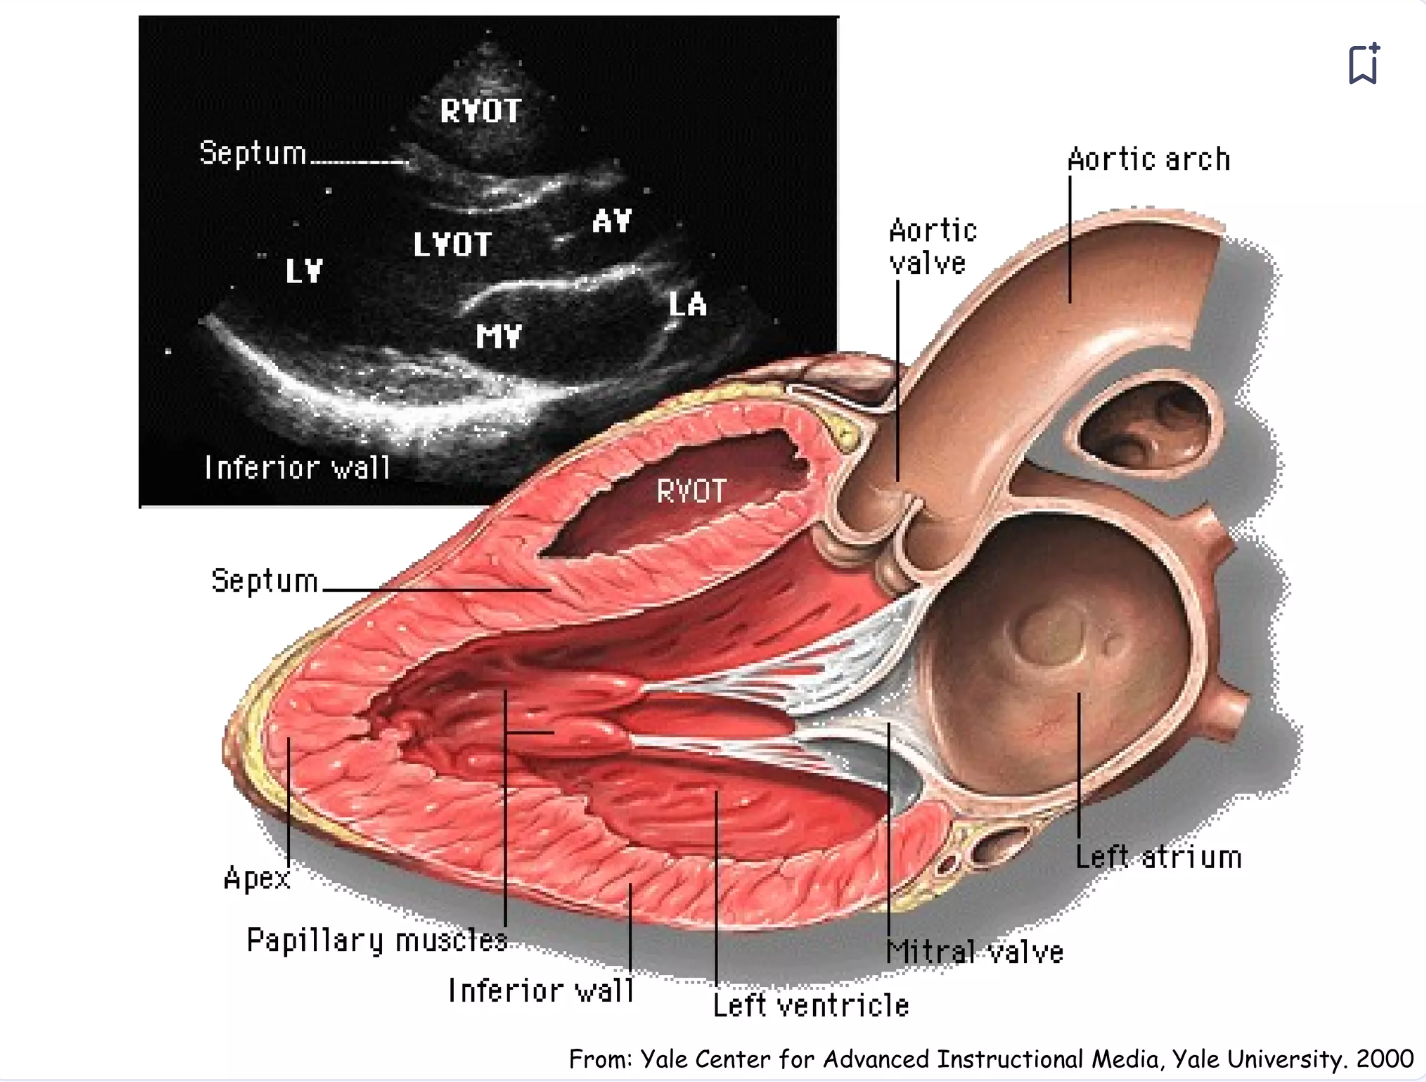 RVOT
Septum
AV
LVOT
LV
LA
MV
Inferior wall
Aortic arch
Aortic
valve
RVOT
Septum
Apex
Left atrium
Papillary muscles
Mitral valve
Inferior wall
Left ventricle
From: Yale Center for Advanced Instructional Media, Yale University. 2000